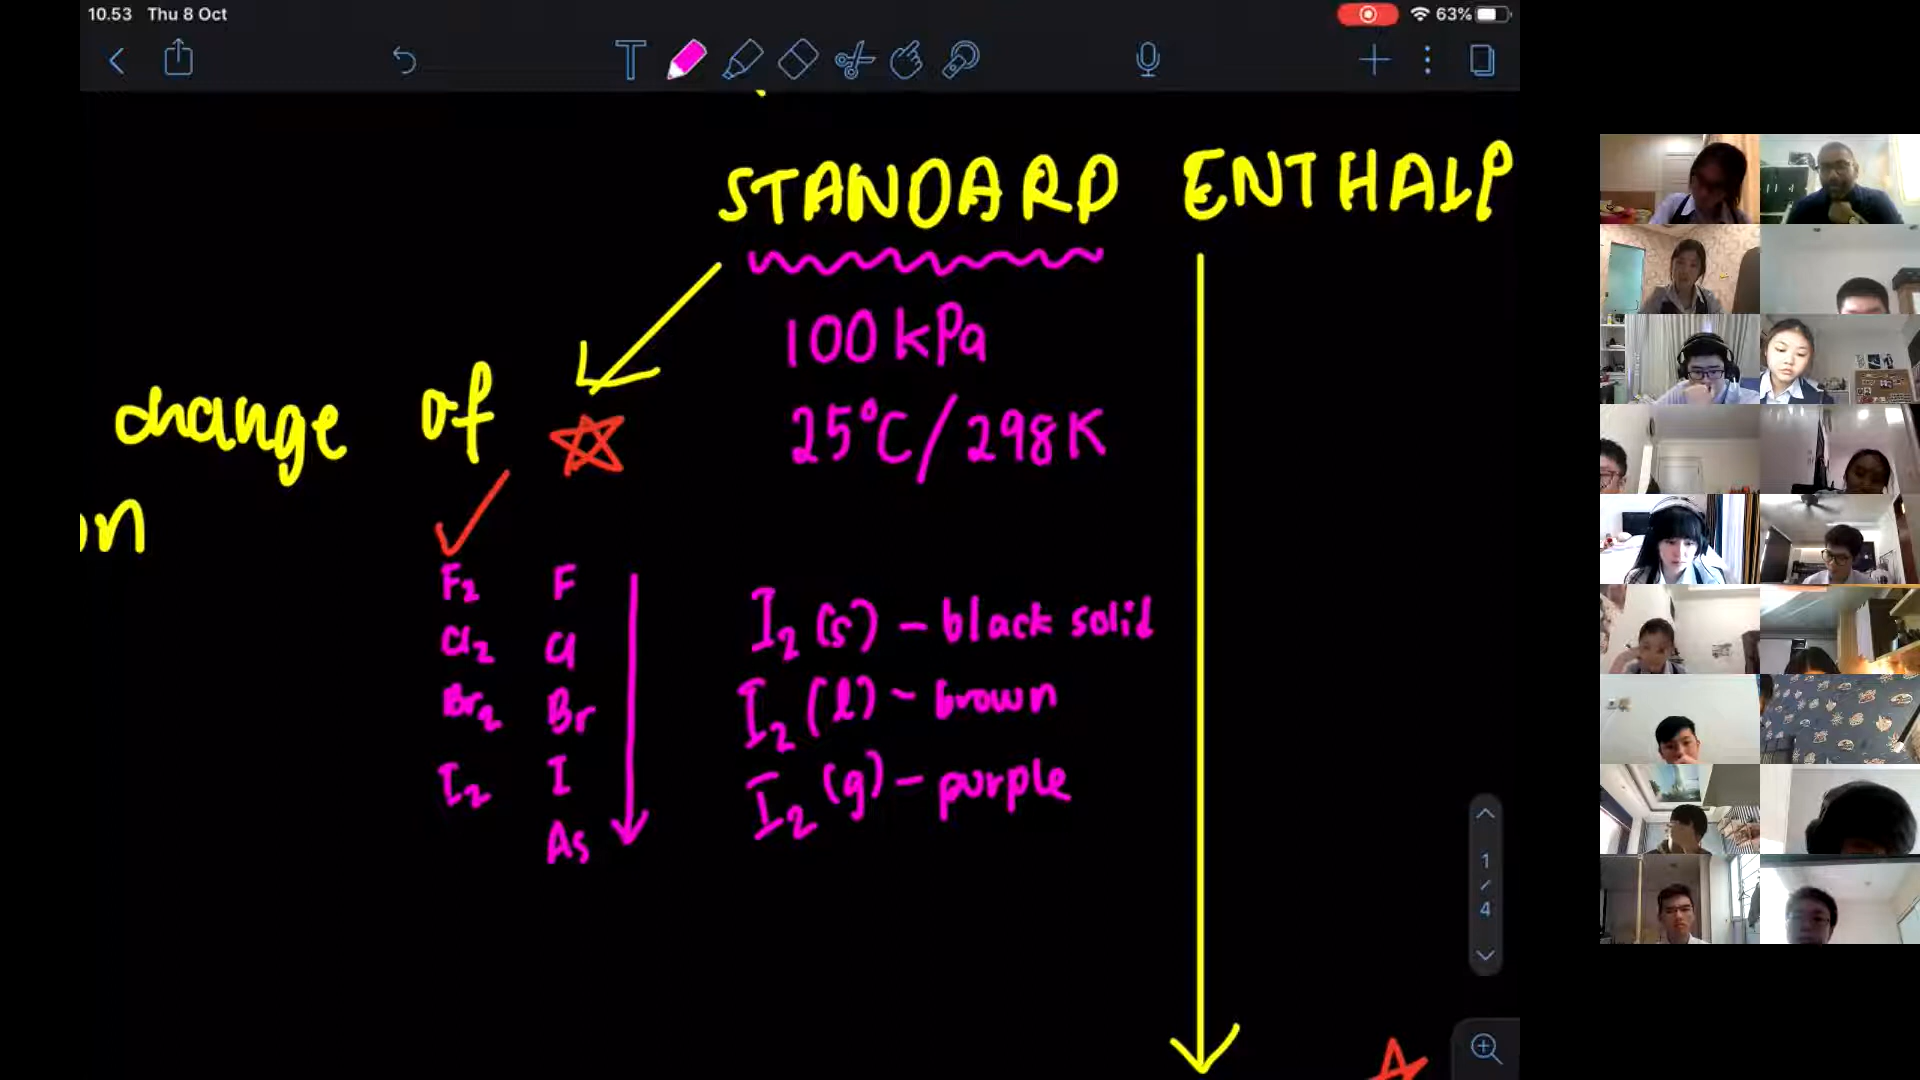 10.53 Thu 8 Oct
63%
T
STANDARD ENTHALP
100 kPa
25°C/298K
change of
on
F2 F
Cl2 Cl
Br2 Br
I2 I
As
I2 (s) – black solid
I2 (l) – brown
I2 (g) – purple
1
/
4